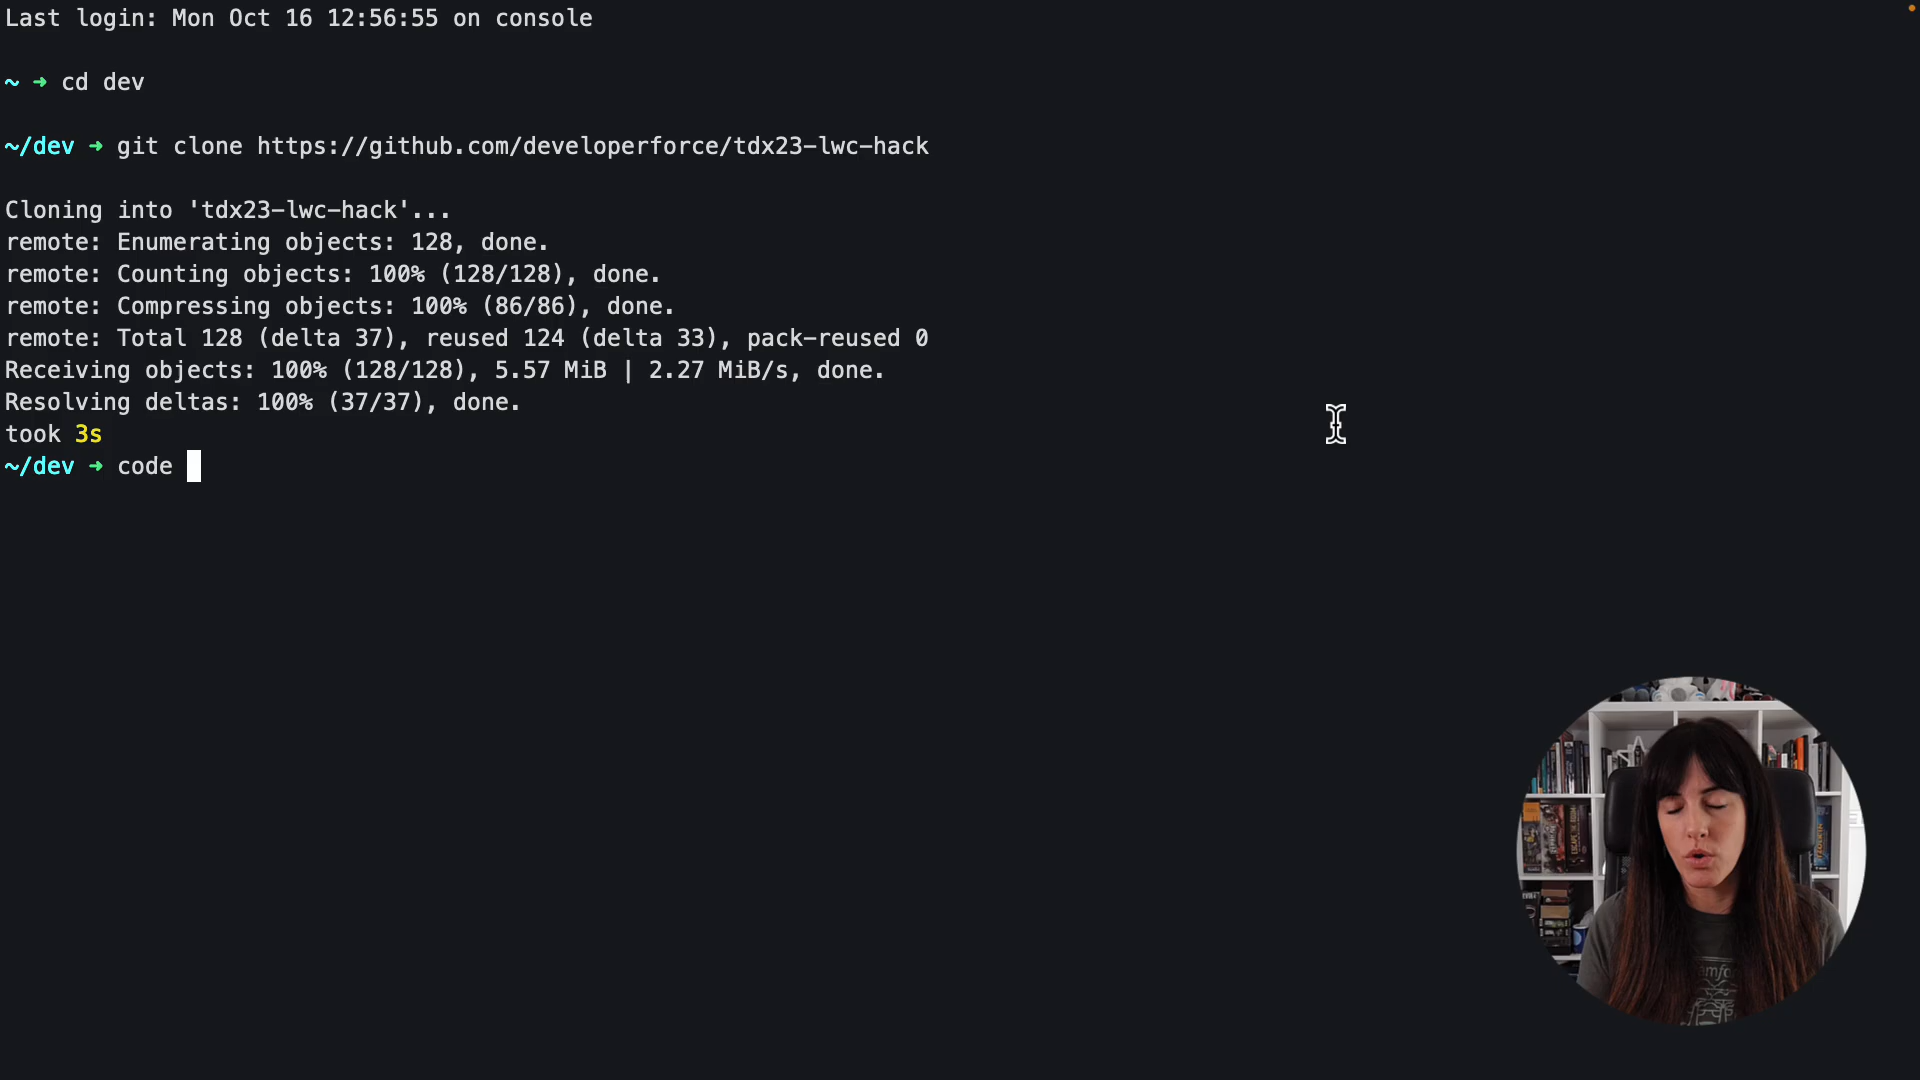 Last login: Mon Oct 16 12:56:55 on console
~ ➜ cd dev
~/dev ➜ git clone https://github.com/developerforce/tdx23-lwc-hack
Cloning into 'tdx23-lwc-hack'...
remote: Enumerating objects: 128, done.
remote: Counting objects: 100% (128/128), done.
remote: Compressing objects: 100% (86/86), done.
remote: Total 128 (delta 37), reused 124 (delta 33), pack-reused 0
Receiving objects: 100% (128/128), 5.57 MiB | 2.27 MiB/s, done.
Resolving deltas: 100% (37/37), done.
took 3s
~/dev ➜ code